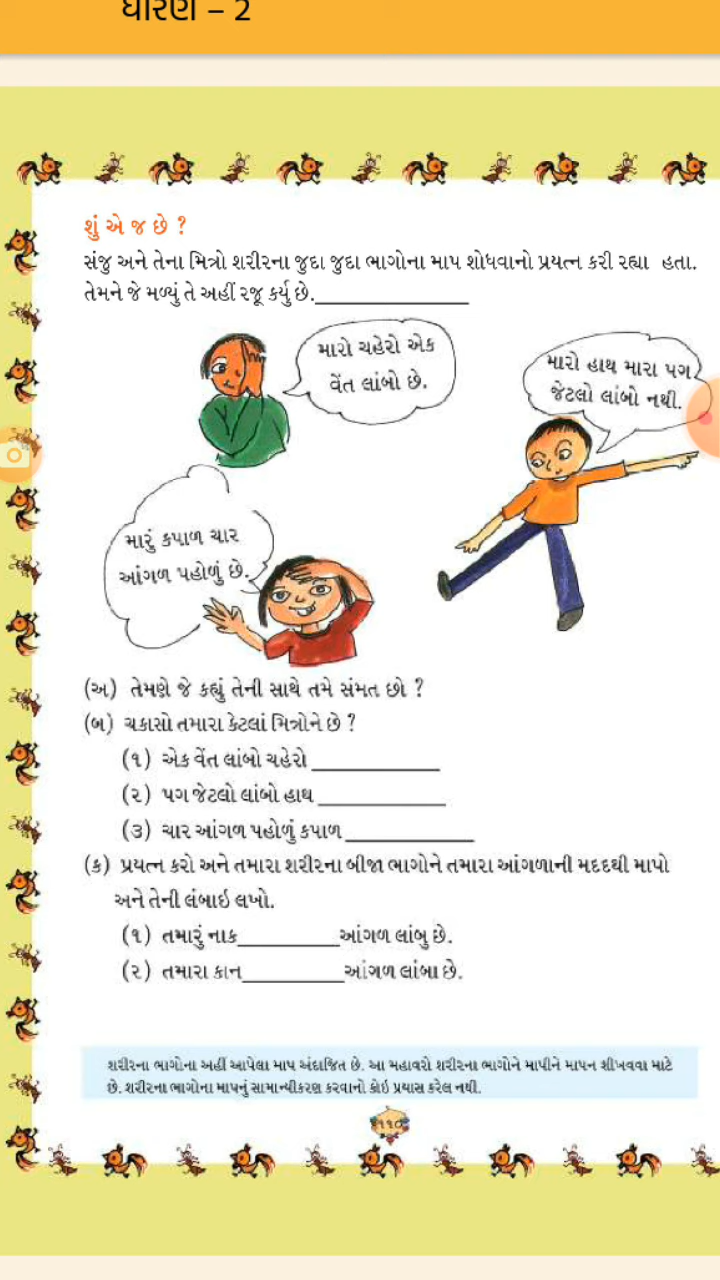 ધોરણ – 2
શું એ જ છે ?
સંજુ અને તેના મિત્રો શરીરના જુદા જુદા ભાગોના માપ શોધવાનો પ્રયત્ન કરી રહ્યા હતા.
તેમને જે મળ્યું તે અહીં રજૂ કર્યુ છે.
મારો ચહેરો એક
વેંત લાંબો છે.
મારો હાથ મારા પગ
જેટલો લાંબો નથી.
મારું કપાળ ચાર
આંગળ પહોળું છે.
(અ) તેમણે જે કહ્યું તેની સાથે તમે સંમત છો ?
(બ) ચકાસો તમારા કેટલાં મિત્રોને છે ?
(૧) એક વેંત લાંબો ચહેરો
(૨) પગ જેટલો લાંબો હાથ
(૩) ચાર આંગળ પહોળું કપાળ
(ક) પ્રયત્ન કરો અને તમારા શરીરના બીજા ભાગોને તમારા આંગળાની મદદથી માપો
અને તેની લંબાઇ લખો.
(૧) તમારું નાક__________આંગળ લાંબુ છે.
(૨) તમારા કાન__________આંગળ લાંબા છે.
શરીરના ભાગોના અહીં આપેલા માપ અંદાજિત છે. આ મહાવરો શરીરના ભાગોને માપીને માપન શીખવવા માટે
છે. શરીરના ભાગોના માપનું સામાન્યીકરણ કરવાનો કોઇ પ્રયાસ કરેલ નથી.
૧૧૦